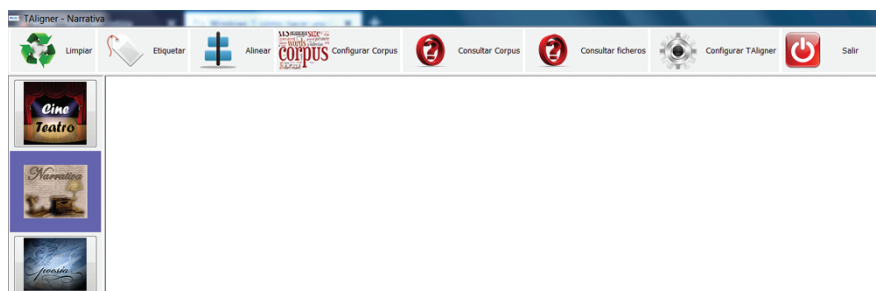 TAligner - Narrativa
Limpiar
Etiquetar
Alinear
corpus
Configurar Corpus
Consultar Corpus
Consultar ficheros
Configurar TAligner
Salir
Cine
Teatro
Narrativa
poesía